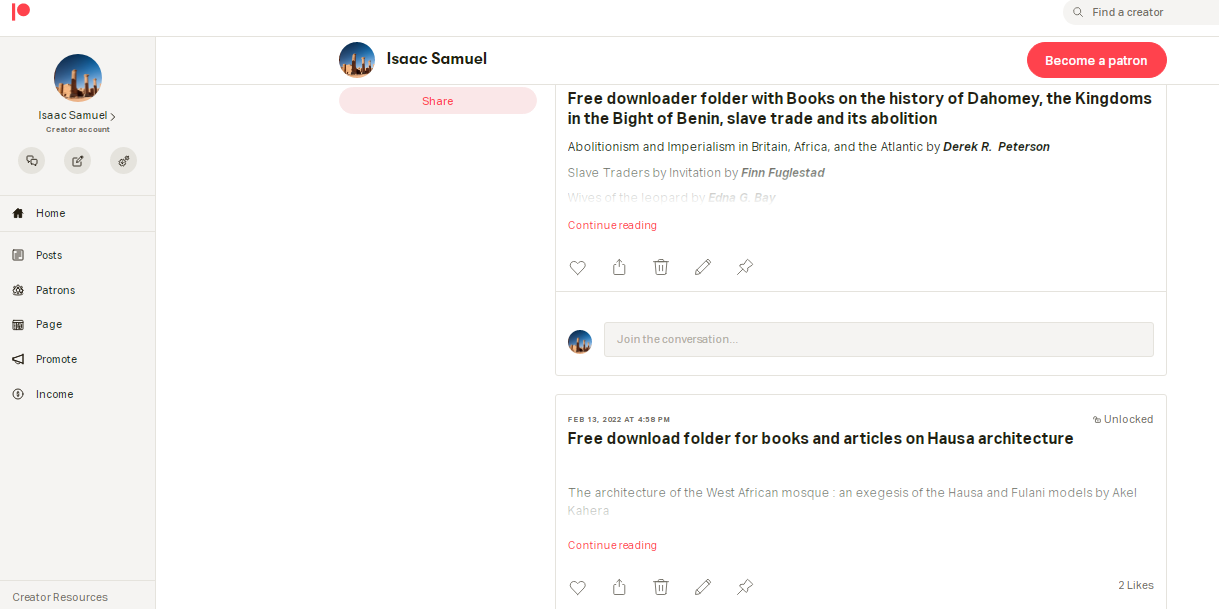 Find a creator
Isaac Samuel
Become a patron
Isaac Samuel
Creator account
Home
Posts
Patrons
Page
Promote
Income
Creator Resources
Share
Free downloader folder with Books on the history of Dahomey, the Kingdoms
in the Bight of Benin, slave trade and its abolition
Abolitionism and Imperialism in Britain, Africa, and the Atlantic by Derek R. Peterson
Slave Traders by Invitation by Finn Fuglestad
Wives of the leopard by Edna G. Bay
Continue reading
Join the conversation...
FEB 13, 2022 AT 4:58 PM
Unlocked
Free download folder for books and articles on Hausa architecture
The architecture of the West African mosque : an exegesis of the Hausa and Fulani models by Akel
Kahera
Continue reading
2 Likes